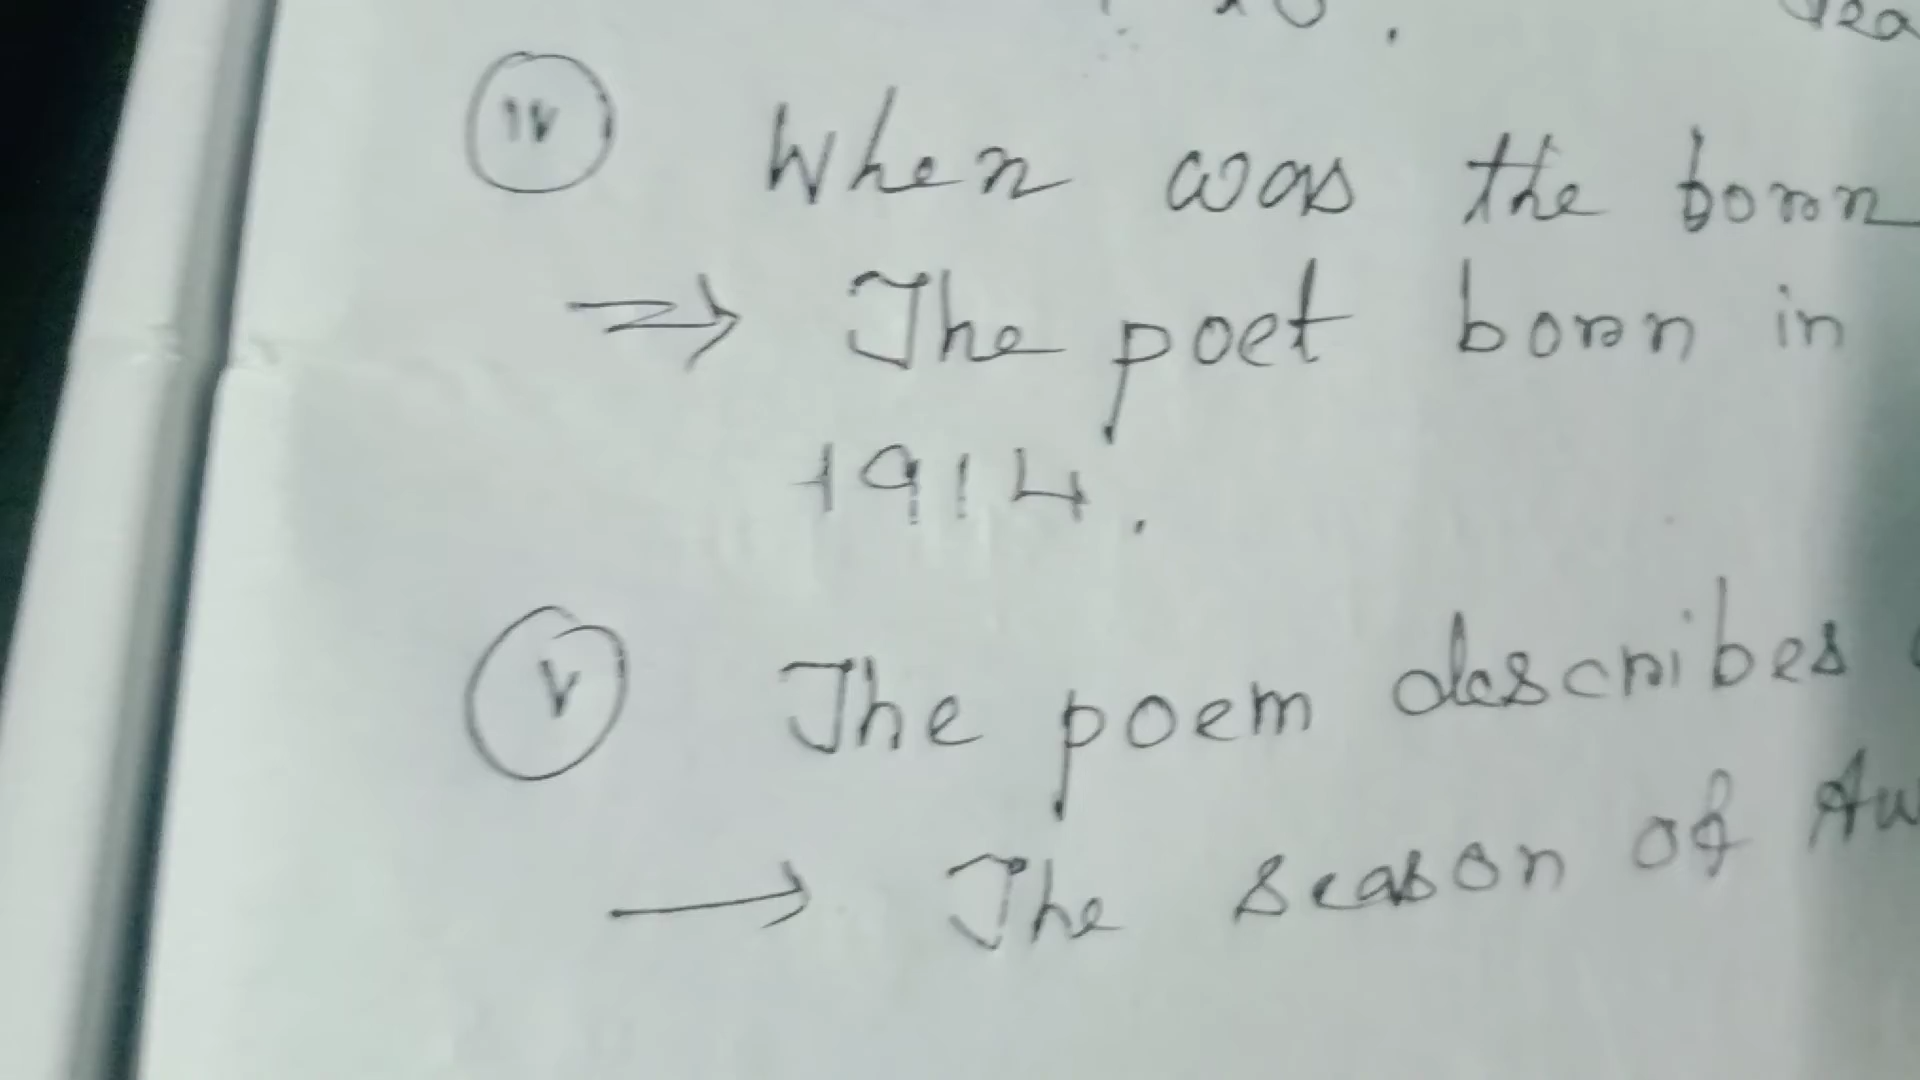 iv When was the born
⇒ The poet born in
1914.
v The poem describes
→ The season of